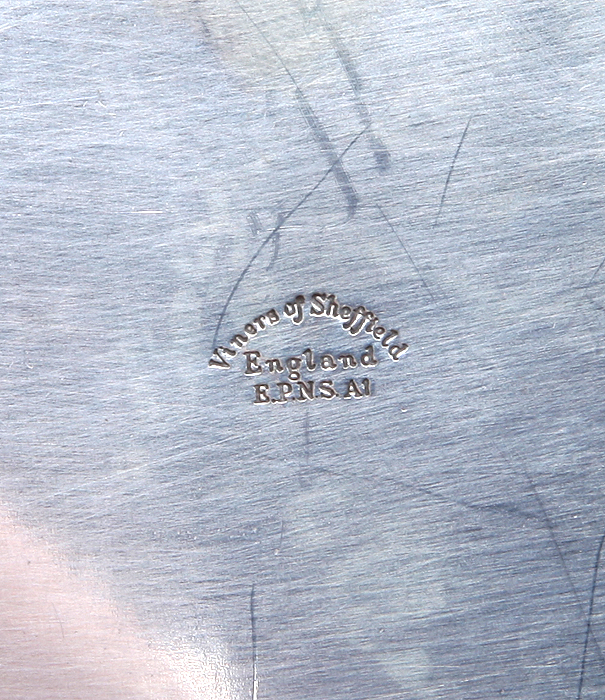 Viners of Sheffield
England
E.P.N.S. A1